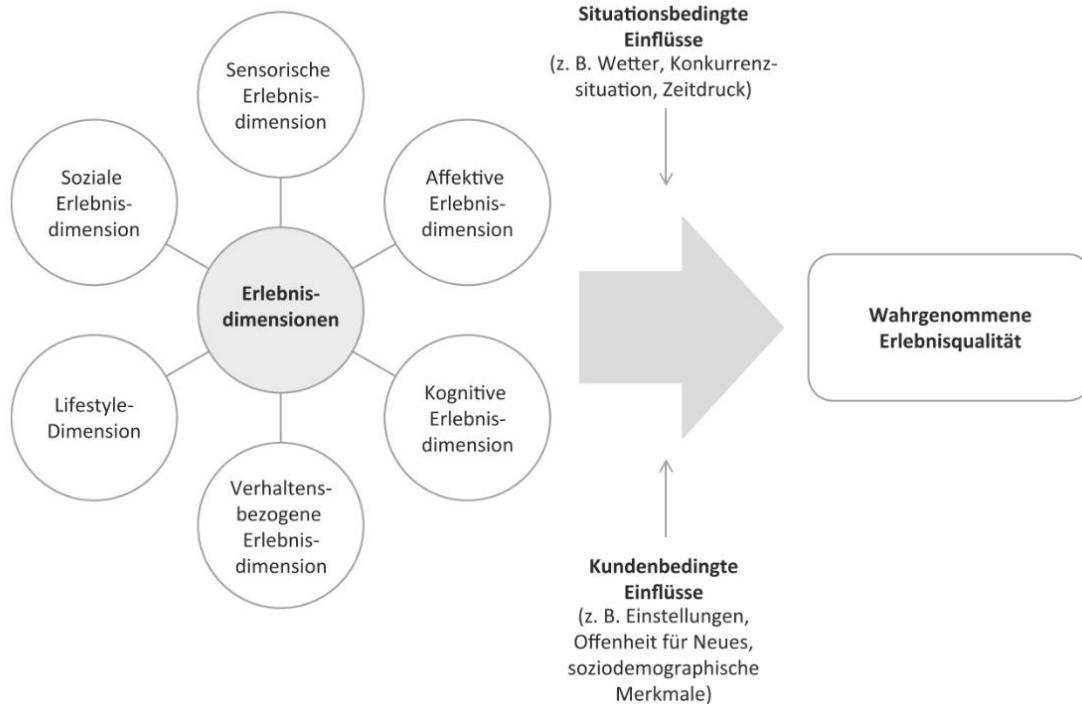 Situationsbedingte
Einflüsse
(z. B. Wetter, Konkurrenz-
situation, Zeitdruck)
Sensorische
Erlebnis-
dimension
Soziale
Erlebnis-
dimension
Affektive
Erlebnis-
dimension
Erlebnis-
dimensionen
Lifestyle-
Dimension
Kognitive
Erlebnis-
dimension
Verhaltens-
bezogene
Erlebnis-
dimension
Wahrgenommene
Erlebnisqualität
Kundenbedingte
Einflüsse
(z. B. Einstellungen,
Offenheit für Neues,
soziodemographische
Merkmale)